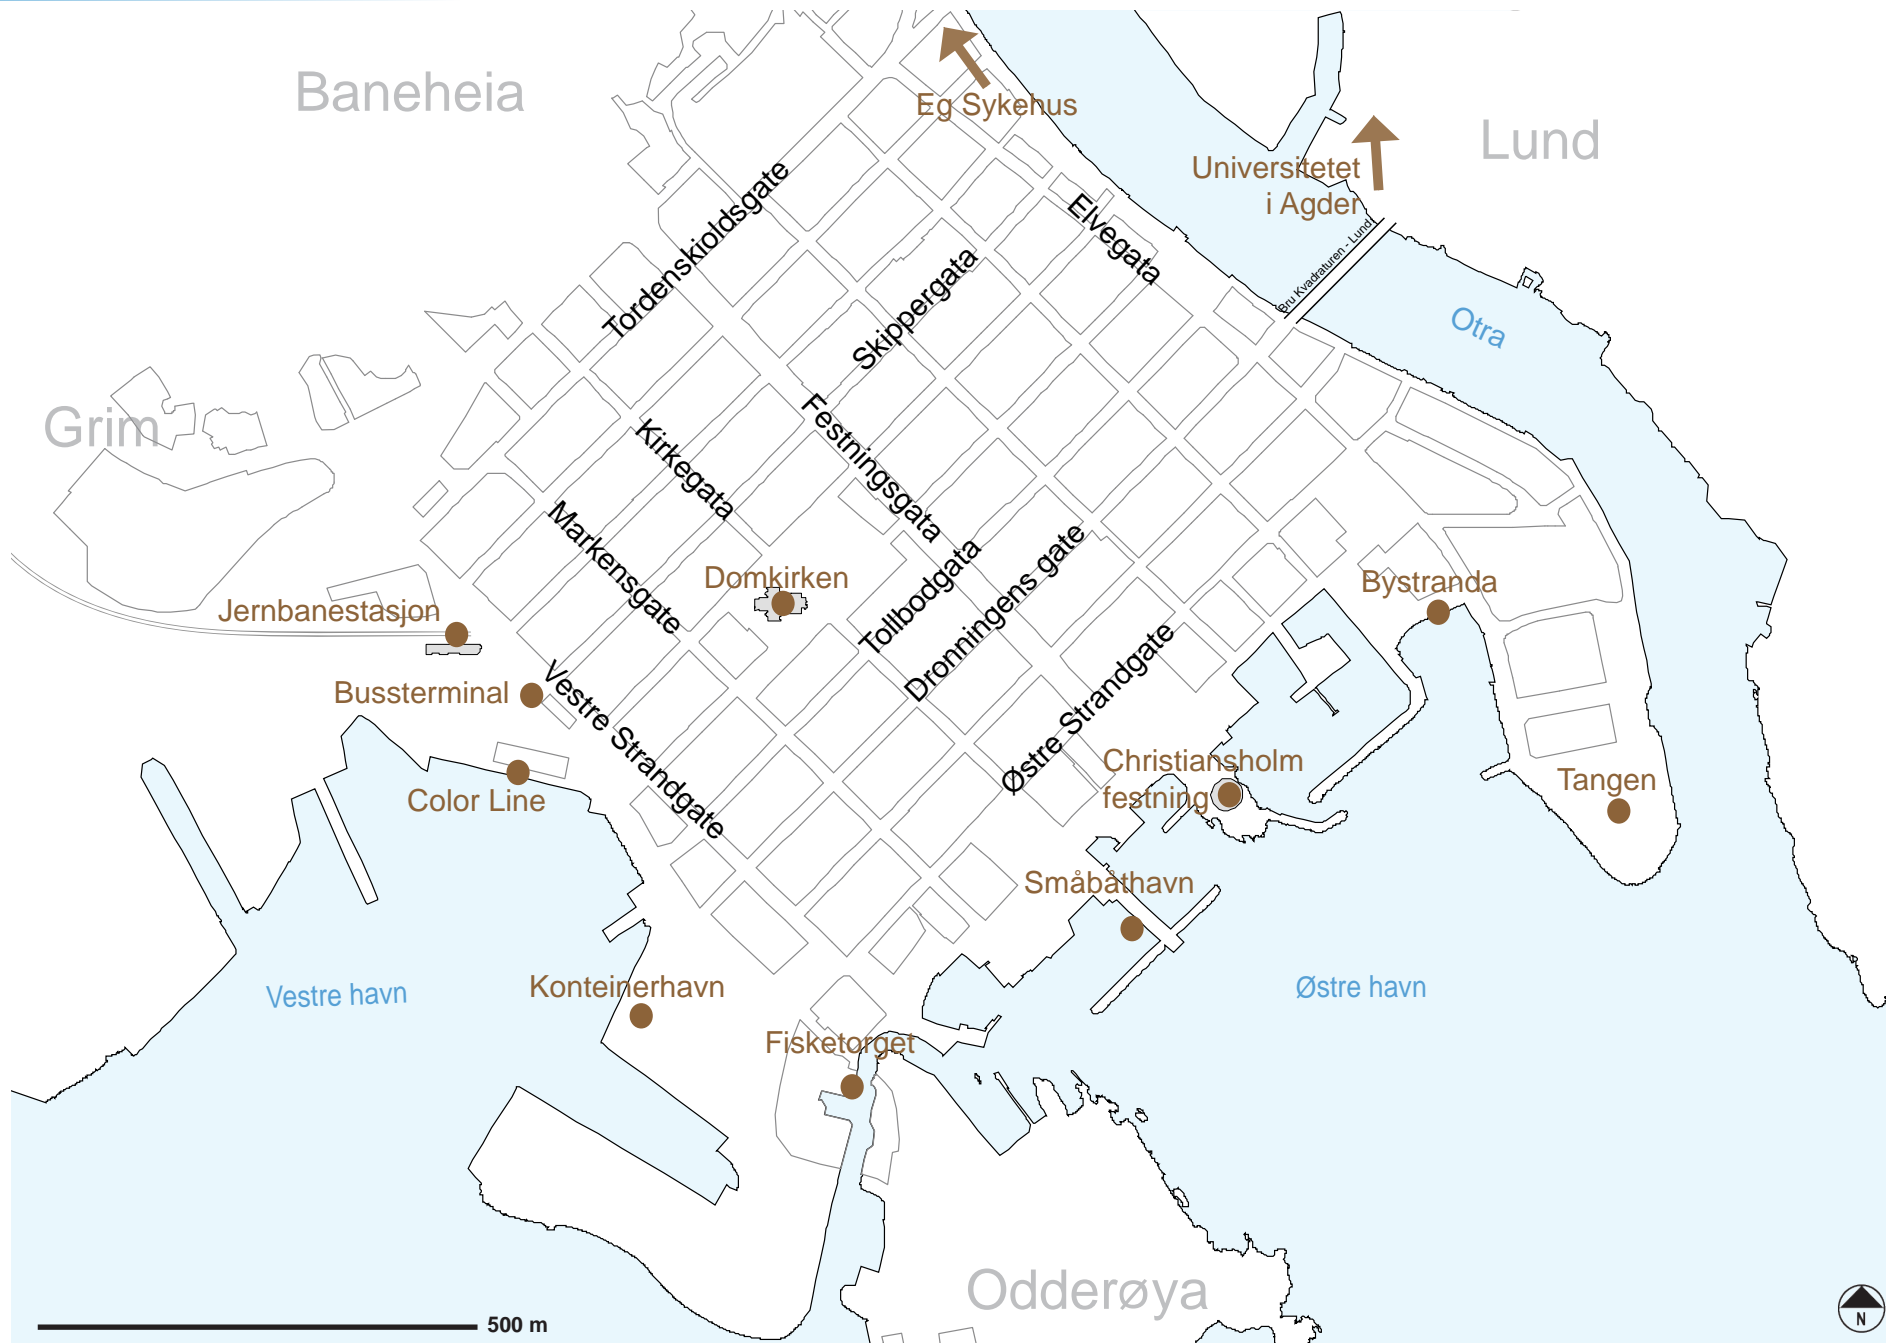 Baneheia
Eg Sykehus
Lund
Universitetet
i Agder
Tordenskioldsgate
Elvegata
Bru Kvadraturen - Lund
Skippergata
Otra
Grim
Festningsgata
Kirkegata
Markensgate
Tollbodgata
Dronningens gate
Domkirken
Bystranda
Jernbanestasjon
Østre Strandgate
Bussterminal
Vestre Strandgate
Christiansholm
festning
Tangen
Color Line
Småbåthavn
Vestre havn
Konteinerhavn
Østre havn
Fisketorget
Odderøya
500 m
N